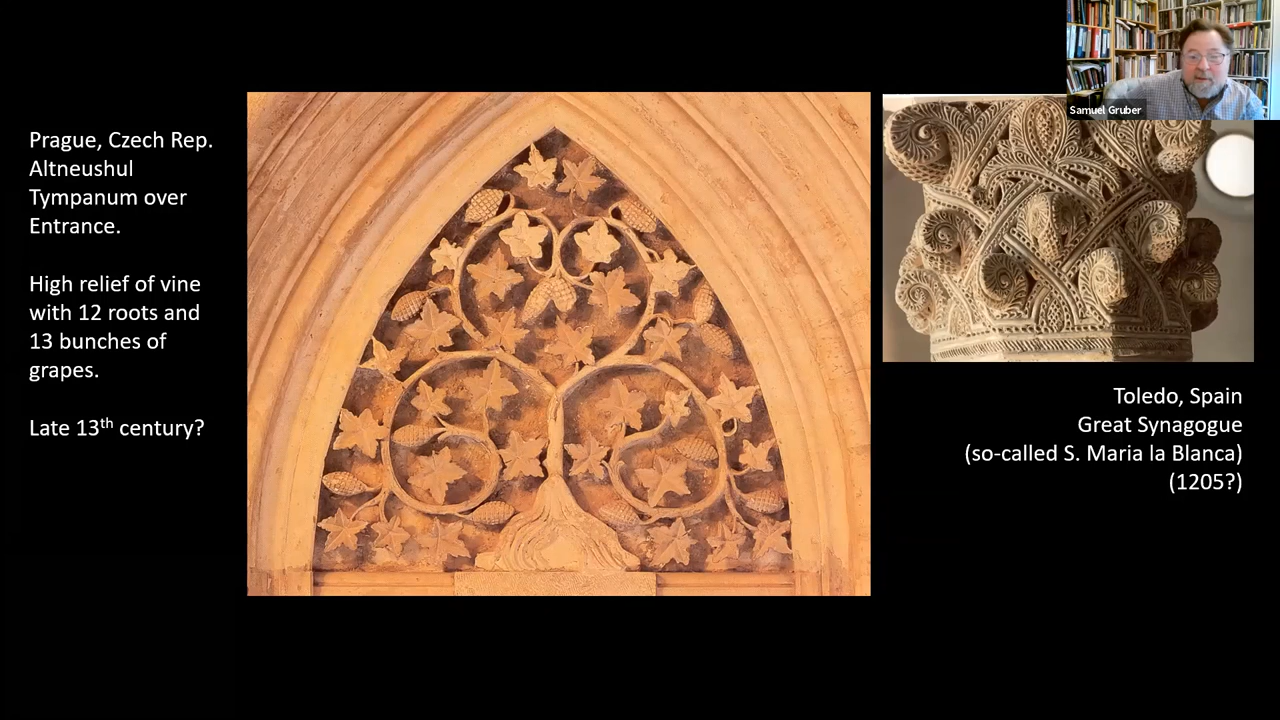 Samuel Gruber
Prague, Czech Rep.
Altneushul
Tympanum over
Entrance.
High relief of vine
with 12 roots and
13 bunches of
grapes.
Late 13th century?
Toledo, Spain
Great Synagogue
(so-called S. Maria la Blanca)
(1205?)